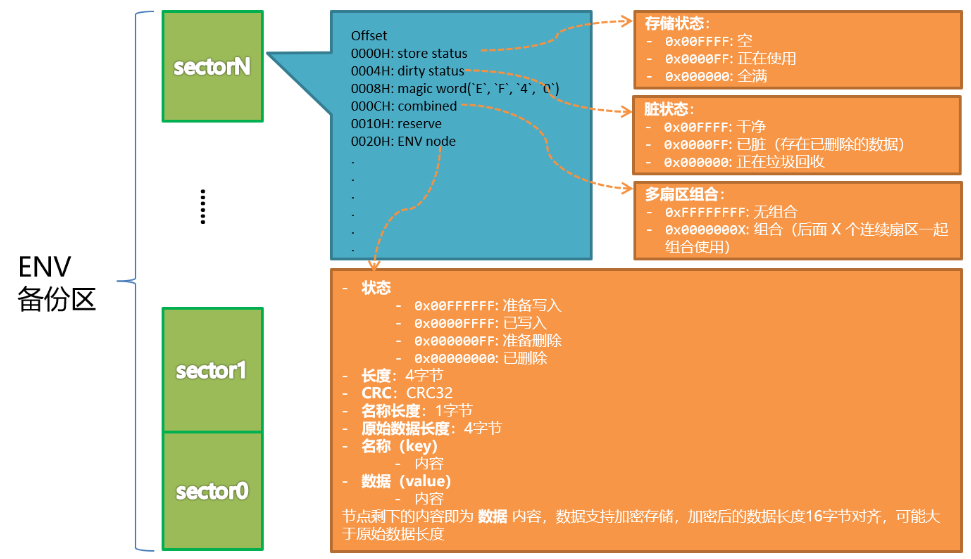 ENV
备份区
sectorN
sector1
sector0
Offset
0000H: store status
0004H: dirty status
0008H: magic word(`E`, `F`, `4`, `0`)
000CH: combined
0010H: reserve
0020H: ENV node
.
.
.
.
.
.
存储状态：
- 0x00FFFF: 空
- 0x0000FF: 正在使用
- 0x000000: 全满
脏状态：
- 0x00FFFF: 干净
- 0x0000FF: 已脏（存在已删除的数据）
- 0x000000: 正在垃圾回收
多扇区组合：
- 0xFFFFFFFF: 无组合
- 0x0000000X: 组合（后面 X 个连续扇区一起
组合使用）
- 状态
- 0x00FFFFFF: 准备写入
- 0x0000FFFF: 已写入
- 0x000000FF: 准备删除
- 0x00000000: 已删除
- 长度：4字节
- CRC：CRC32
- 名称长度：1字节
- 原始数据长度：4字节
- 名称（key）
- 内容
- 数据（value）
- 内容
节点剩下的内容即为 数据 内容，数据支持加密存储，加密后的数据长度16字节对齐，可能大
于原始数据长度